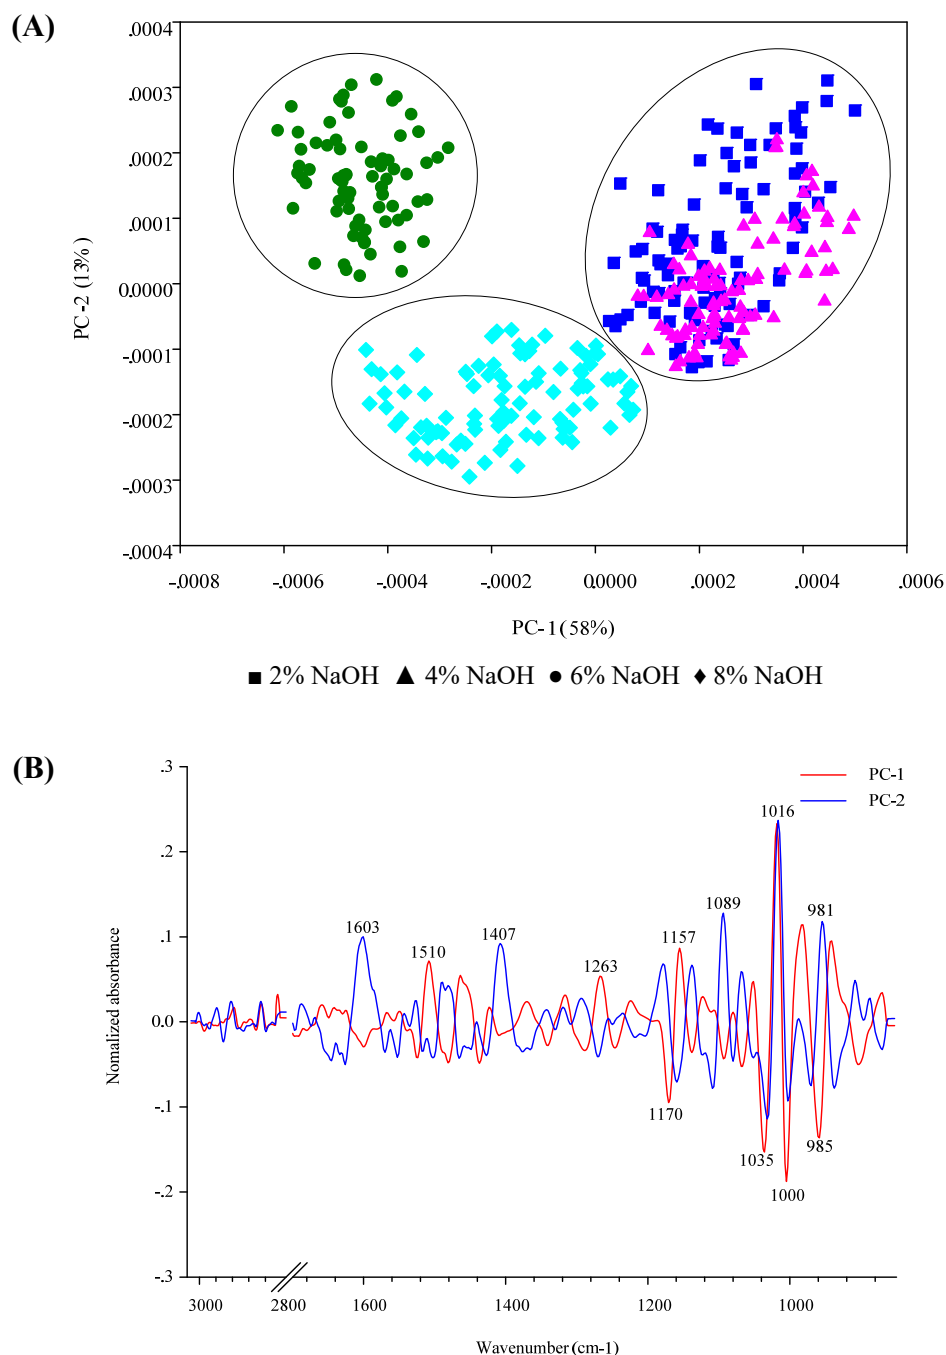 (A)
.0004
.0003
.0002
.0001
0.0000
-.0001
-.0002
-.0003
-.0004
PC-2 (13%)
-.0008 -.0006 -.0004 -.0002 0.0000 .0002 .0004 .0006
PC-1 (58%)
■ 2% NaOH ▲ 4% NaOH ● 6% NaOH ♦ 8% NaOH
(B)
.3
.2
.1
0.0
-.1
-.2
-.3
Nomalized absorbance
PC-1
PC-2
1016
1089
981
1603
1407
1510
1157
1263
1170
1035
985
1000
3000 2800 1600 1400 1200 1000
Wavenumber (cm-1)